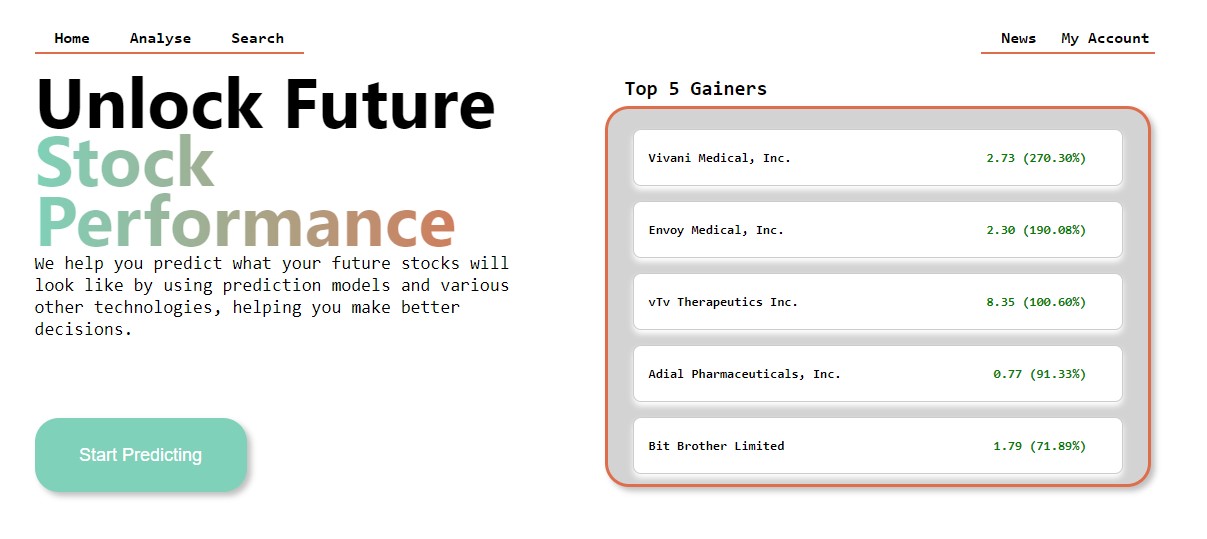 Home Analyse Search
News My Account
Unlock Future
Stock
Performance
We help you predict what your future stocks will
look like by using prediction models and various
other technologies, helping you make better
decisions.
Start Predicting
Top 5 Gainers
Vivani Medical, Inc. 2.73 (270.30%)
Envoy Medical, Inc. 2.30 (190.08%)
vTv Therapeutics Inc. 8.35 (100.60%)
Adial Pharmaceuticals, Inc. 0.77 (91.33%)
Bit Brother Limited 1.79 (71.89%)